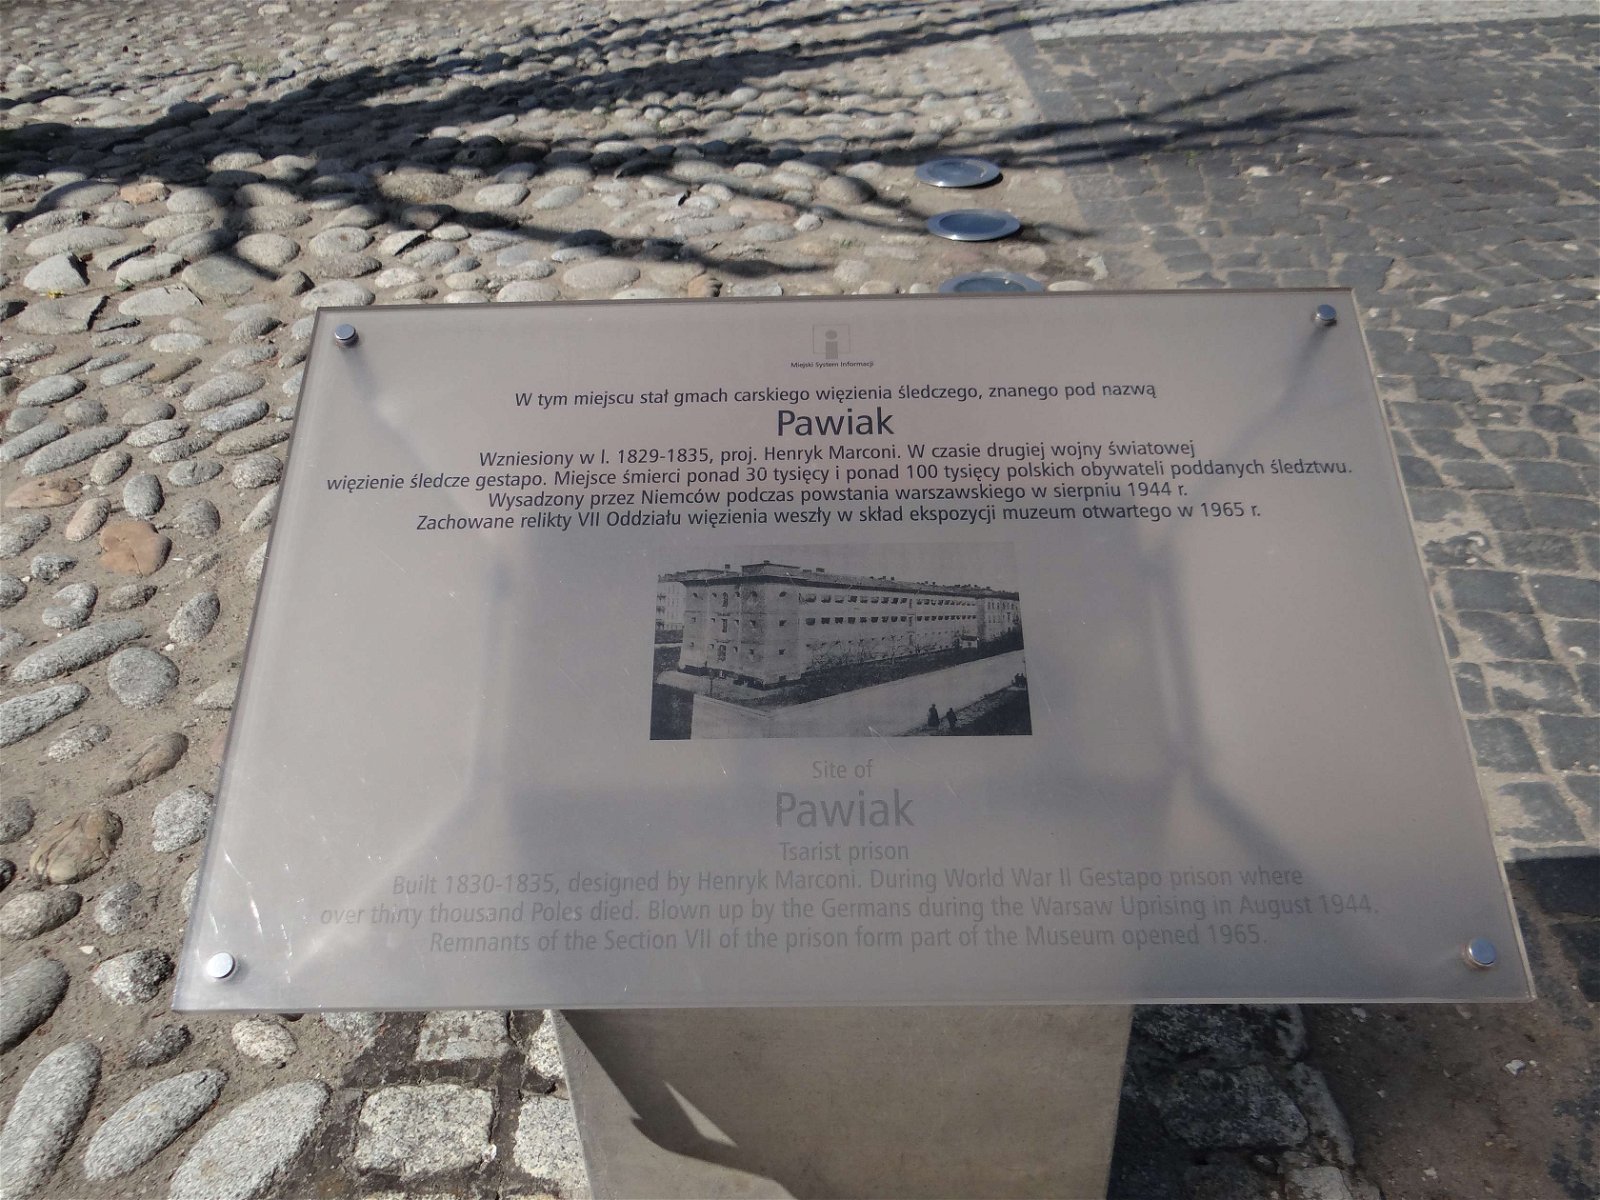 Miejski System Informacji
W tym miejscu stał gmach carskiego więzienia śledczego, znanego pod nazwą
Pawiak
Wzniesiony w l. 1829-1835, proj. Henryk Marconi. W czasie drugiej wojny światowej
więzienie śledcze gestapo. Miejsce śmierci ponad 30 tysięcy i ponad 100 tysięcy polskich obywateli poddanych śledztwu.
Wysadzony przez Niemców podczas powstania warszawskiego w sierpniu 1944 r.
Zachowane relikty VII Oddziału więzienia weszły w skład ekspozycji muzeum otwartego w 1965 r.
Site of
Pawiak
Tsarist prison
Built 1830-1835, designed by Henryk Marconi. During World War II Gestapo prison where
over thirty thousand Poles died. Blown up by the Germans during the Warsaw Uprising in August 1944.
Remnants of the Section VII of the prison form part of the Museum opened 1965.